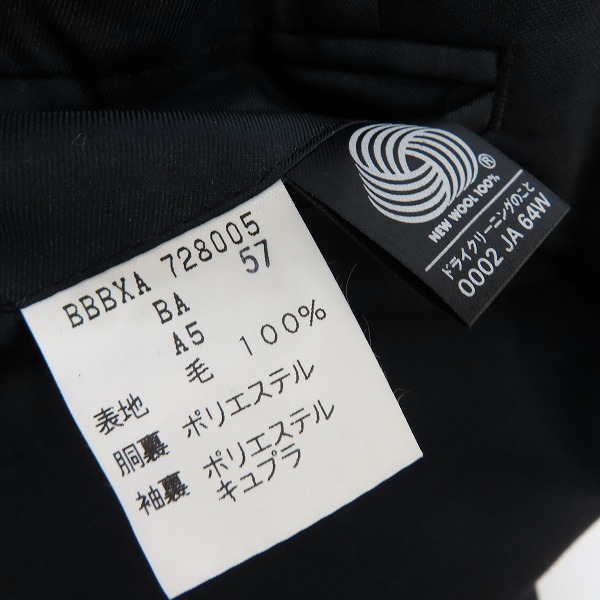 BBBXA 728005
BA 57
A5
表地 毛 100%
胴裏 ポリエステル
袖裏 ポリエステル
キュプラ
®
NEW WOOL 100%
ドライクリーニングのこと
0002 JA 64W